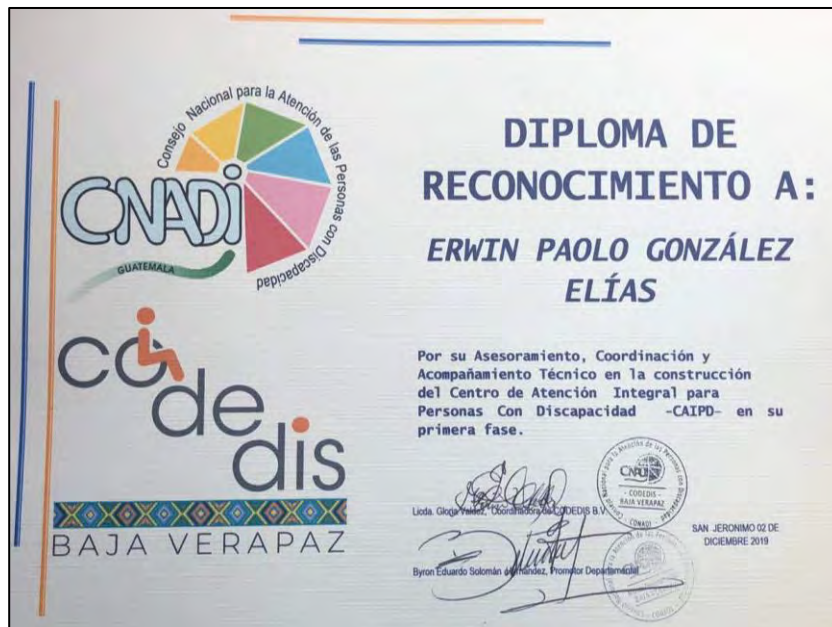 Consejo Nacional para la Atención de las Personas con Discapacidad
CONADI
GUATEMALA
codedis
BAJA VERAPAZ
DIPLOMA DE
RECONOCIMIENTO A:
ERWIN PAOLO GONZÁLEZ
ELÍAS
Por su Asesoramiento, Coordinación y
Acompañamiento Técnico en la construcción
del Centro de Atención Integral para
Personas Con Discapacidad -CAIPD- en su
primera fase.
Licda. Gloria Valdez, Coordinadora de CODEDIS B.V.
CONADI
- CODEDIS -
BAJA VERAPAZ
- CONADI -
SAN JERONIMO 02 DE
DICIEMBRE 2019
Byron Eduardo Solomán Hernández, Promotor Departamental